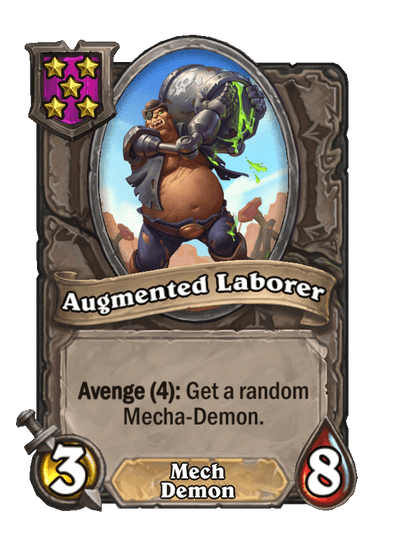 Augmented Laborer
Avenge (4): Get a random
Mecha-Demon.
3
Mech
Demon
8